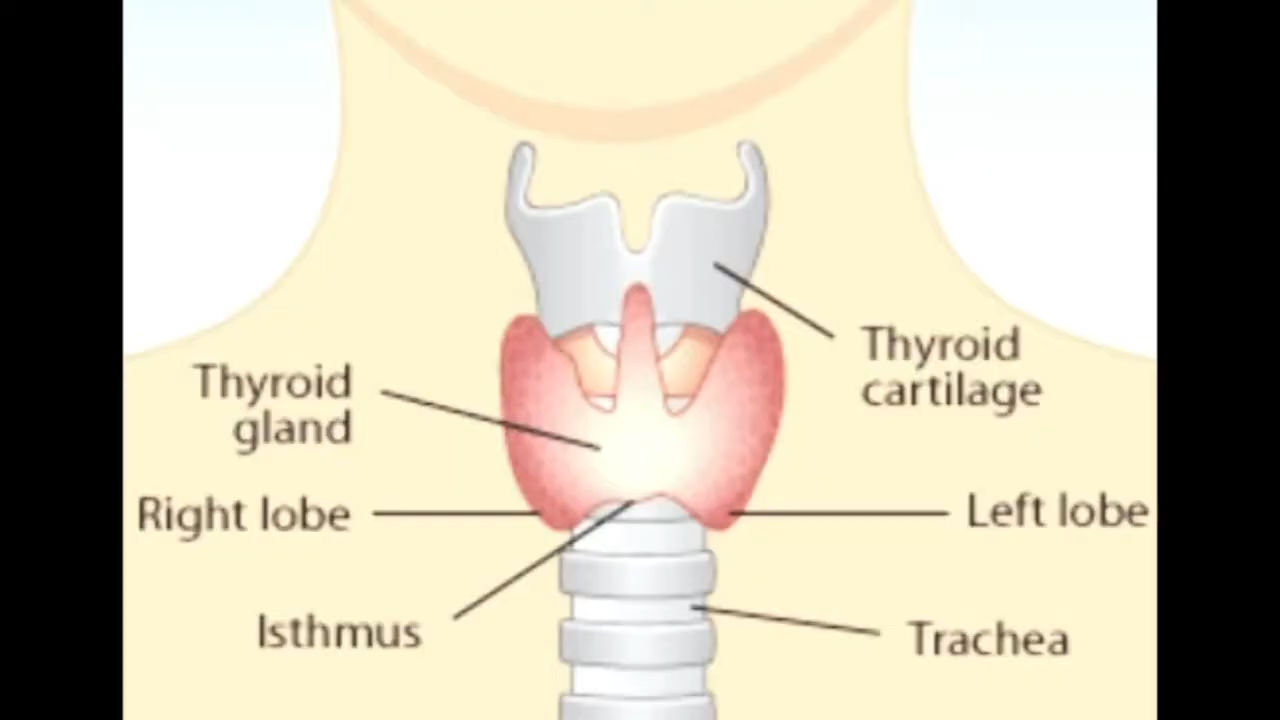 Thyroid
cartilage
Thyroid
gland
Right lobe
Left lobe
Isthmus
Trachea